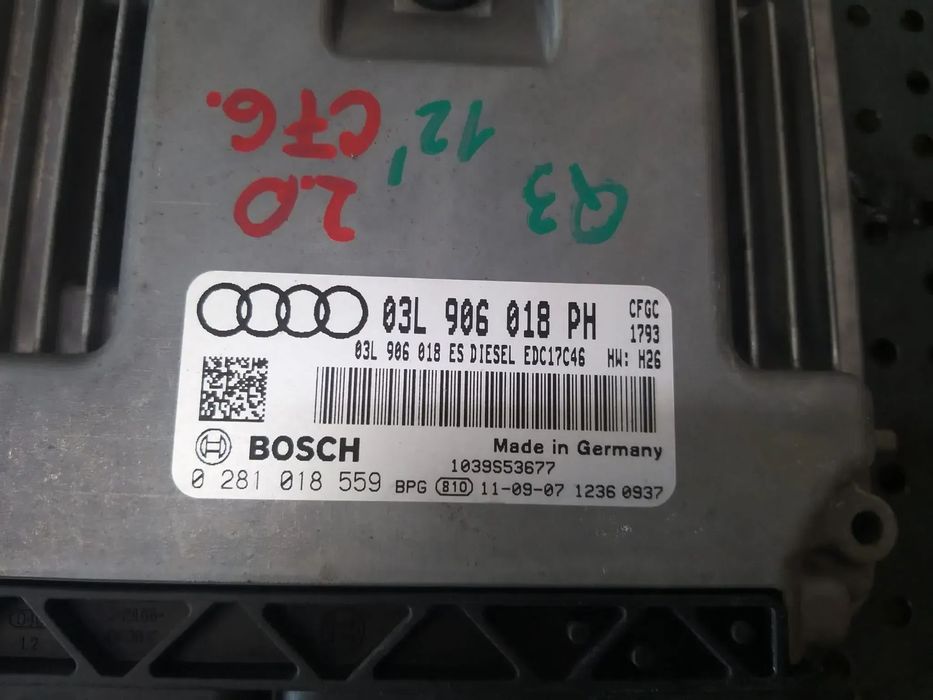 Q3 12'
2.0 CFG.
03L 906 018 PH CFGC
1793
03L 906 018 ES DIESEL EDC17C46 HW: H26
BOSCH Made in Germany
1039S53677
0 281 018 559 BPG 810 11-09-07 1236 0937